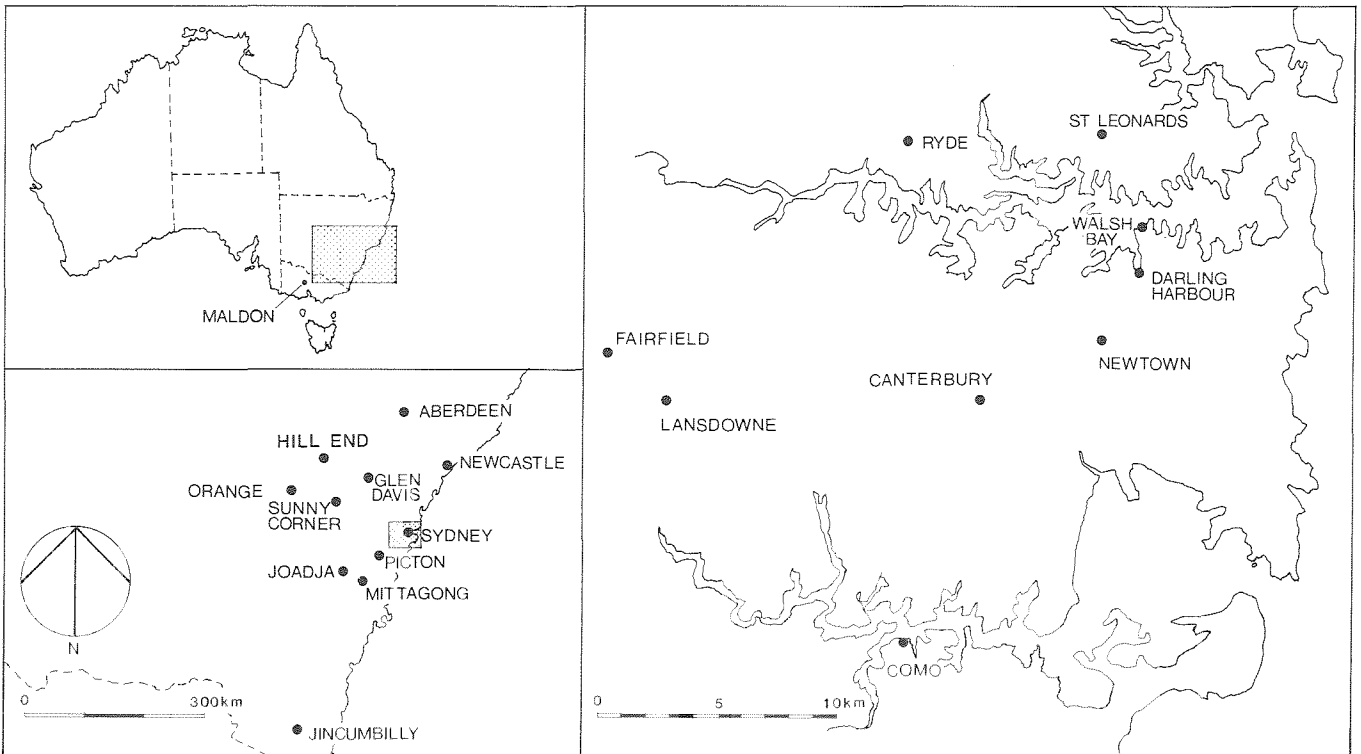 MALDON
ABERDEEN
HILL END
NEWCASTLE
GLEN
DAVIS
ORANGE
SUNNY
CORNER
SYDNEY
PICTON
JOADJA
MITTAGONG
N
0 300km
JINCUMBILLY
ST LEONARDS
RYDE
WALSH
BAY
DARLING
HARBOUR
FAIRFIELD
NEWTOWN
CANTERBURY
LANSDOWNE
COMO
0 5 10km